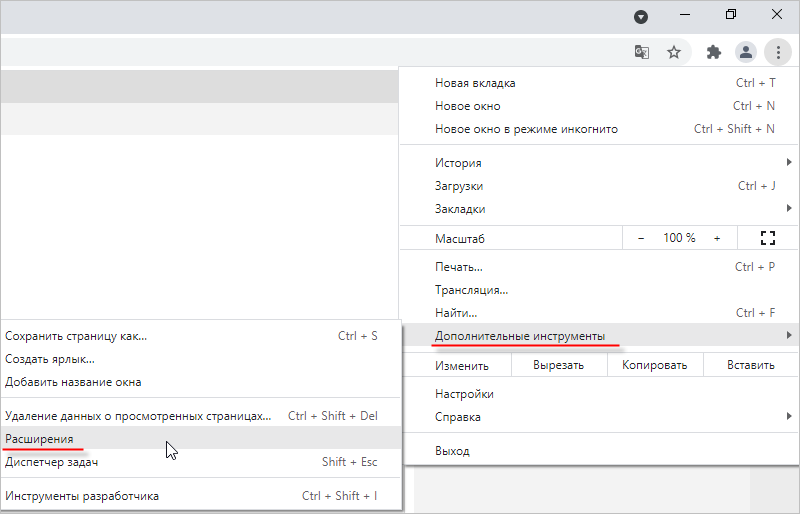 Новая вкладка Ctrl + T
Новое окно Ctrl + N
Новое окно в режиме инкогнито Ctrl + Shift + N
История
Загрузки Ctrl + J
Закладки
Масштаб − 100 % +
Печать... Ctrl + P
Трансляция...
Найти... Ctrl + F
Дополнительные инструменты
Изменить Вырезать Копировать Вставить
Настройки
Справка
Выход
Сохранить страницу как... Ctrl + S
Создать ярлык...
Добавить название окна
Удаление данных о просмотренных страницах... Ctrl + Shift + Del
Расширения
Диспетчер задач Shift + Esc
Инструменты разработчика Ctrl + Shift + I